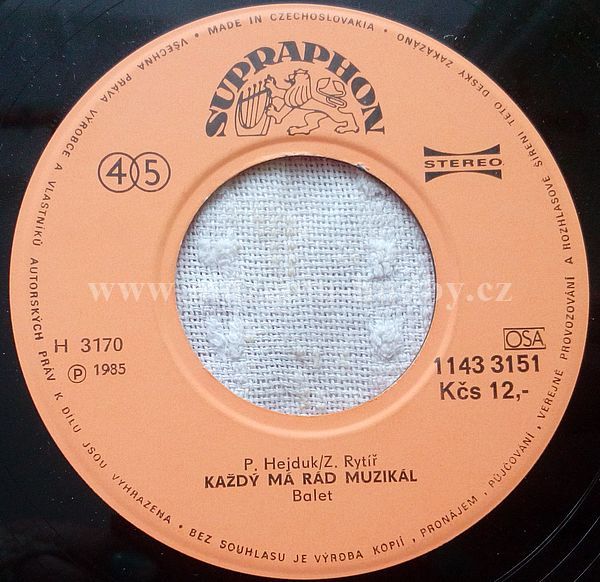 • MADE IN CZECHOSLOVAKIA •
VŠECHNA PRÁVA VÝROBCE A VLASTNÍKŮ AUTORSKÝCH PRÁV K DÍLU JSOU VYHRAZENA • BEZ SOUHLASU JE VÝROBA KOPIÍ, PRONÁJEM, PŮJČOVÁNÍ, VEŘEJNÉ PROVOZOVÁNÍ A ROZHLASOVÉ ŠÍŘENÍ TÉTO DESKY ZAKÁZÁNO
SUPRAPHON
45
STEREO
H 3170
Ⓟ 1985
OSA
1143 3151
Kčs 12,-
P. Hejduk/Z. Rytíř
KAŽDÝ MÁ RÁD MUZIKÁL
Balet